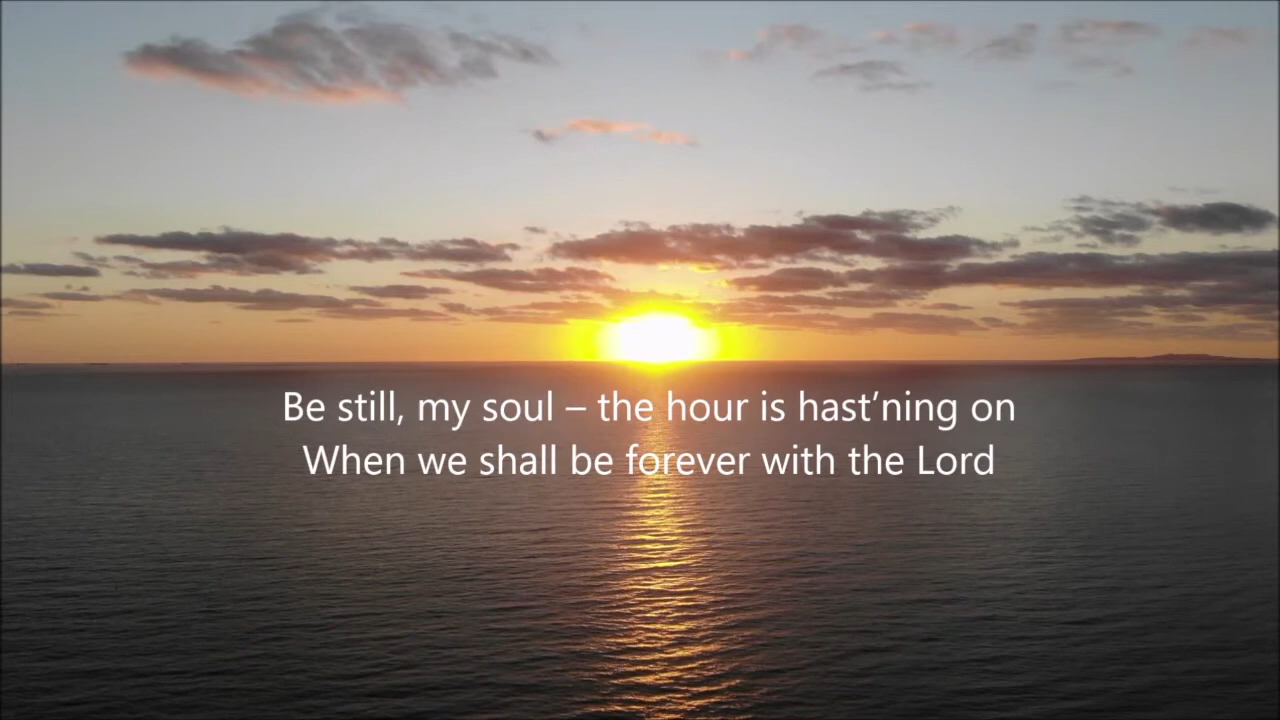 Be still, my soul – the hour is hast’ning on
When we shall be forever with the Lord